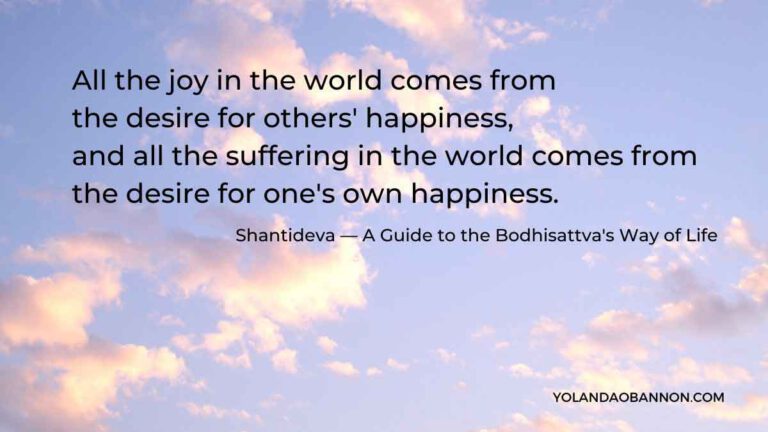 All the joy in the world comes from
the desire for others' happiness,
and all the suffering in the world comes from
the desire for one's own happiness.
Shantideva — A Guide to the Bodhisattva's Way of Life
YOLANDAOBANNON.COM